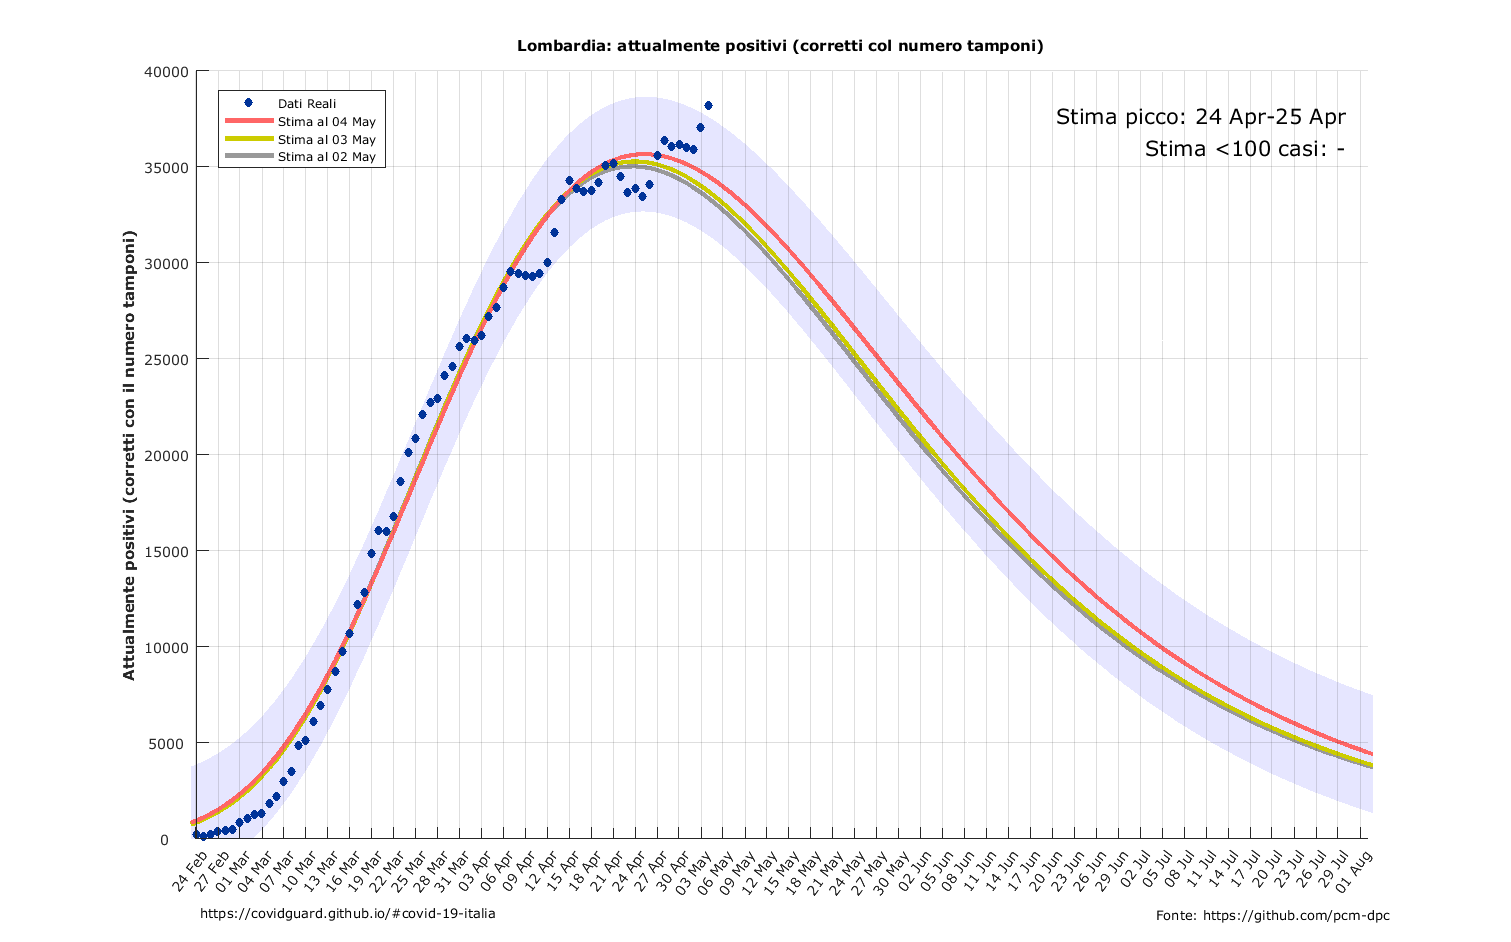 Lombardia: attualmente positivi (corretti col numero tamponi)
Dati Reali
Stima al 04 May
Stima al 03 May
Stima al 02 May
Stima picco: 24 Apr-25 Apr
Stima <100 casi: -
Attualmente positivi (corretti con il numero tamponi)
40000
35000
30000
25000
20000
15000
10000
5000
0
24 Feb
27 Feb
01 Mar
04 Mar
07 Mar
10 Mar
13 Mar
16 Mar
19 Mar
22 Mar
25 Mar
28 Mar
31 Mar
03 Apr
06 Apr
09 Apr
12 Apr
15 Apr
18 Apr
21 Apr
24 Apr
27 Apr
30 Apr
03 May
06 May
09 May
12 May
15 May
18 May
21 May
24 May
27 May
30 May
02 Jun
05 Jun
08 Jun
11 Jun
14 Jun
17 Jun
20 Jun
23 Jun
26 Jun
29 Jun
02 Jul
05 Jul
08 Jul
11 Jul
14 Jul
17 Jul
20 Jul
23 Jul
26 Jul
29 Jul
01 Aug
https://covidguard.github.io/#covid-19-italia
Fonte: https://github.com/pcm-dpc